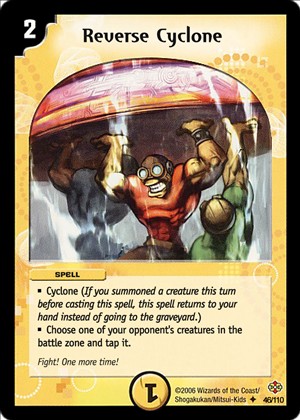 2
Reverse Cyclone
SPELL
▪ Cyclone (If you summoned a creature this turn
before casting this spell, this spell returns to
your hand instead of going to the graveyard.)
▪ Choose one of your opponent's creatures in the
battle zone and tap it.
Fight! One more time!
1
©2006 Wizards of the Coast/
Shogakukan/Mitsui-Kids ✦ 46/110